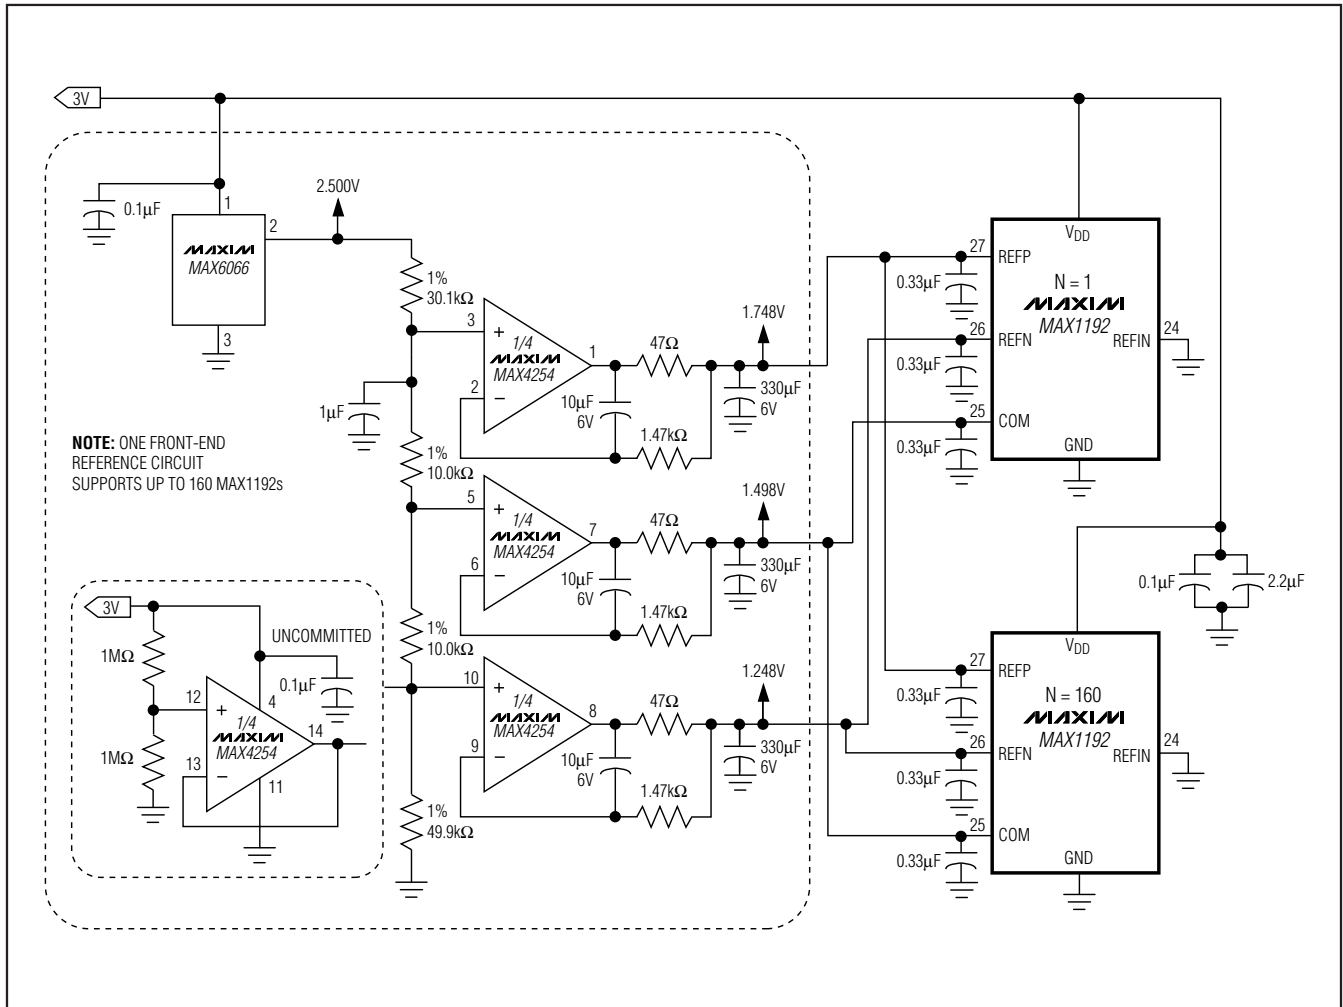 3V
0.1µF
1
2
MAXIM
MAX6066
3
2.500V
1%
30.1kΩ
1µF
1%
10.0kΩ
1%
10.0kΩ
1%
49.9kΩ
NOTE: ONE FRONT-END
REFERENCE CIRCUIT
SUPPORTS UP TO 160 MAX1192s
3
+
1/4
MAXIM
MAX4254
2
−
1
47Ω
10µF
6V
1.47kΩ
1.748V
330µF
6V
5
+
1/4
MAXIM
MAX4254
6
−
7
47Ω
10µF
6V
1.47kΩ
1.498V
330µF
6V
10
+
1/4
MAXIM
MAX4254
9
−
8
47Ω
10µF
6V
1.47kΩ
1.248V
330µF
6V
3V
UNCOMMITTED
1MΩ
1MΩ
0.1µF
12
+
4
1/4
MAXIM
MAX4254
14
13
−
11
VDD
27
REFP
0.33µF
N = 1
MAXIM
MAX1192
26
REFN
0.33µF
24
REFIN
25
COM
0.33µF
GND
0.1µF
2.2µF
VDD
27
REFP
0.33µF
N = 160
MAXIM
MAX1192
26
REFN
0.33µF
24
REFIN
25
COM
0.33µF
GND